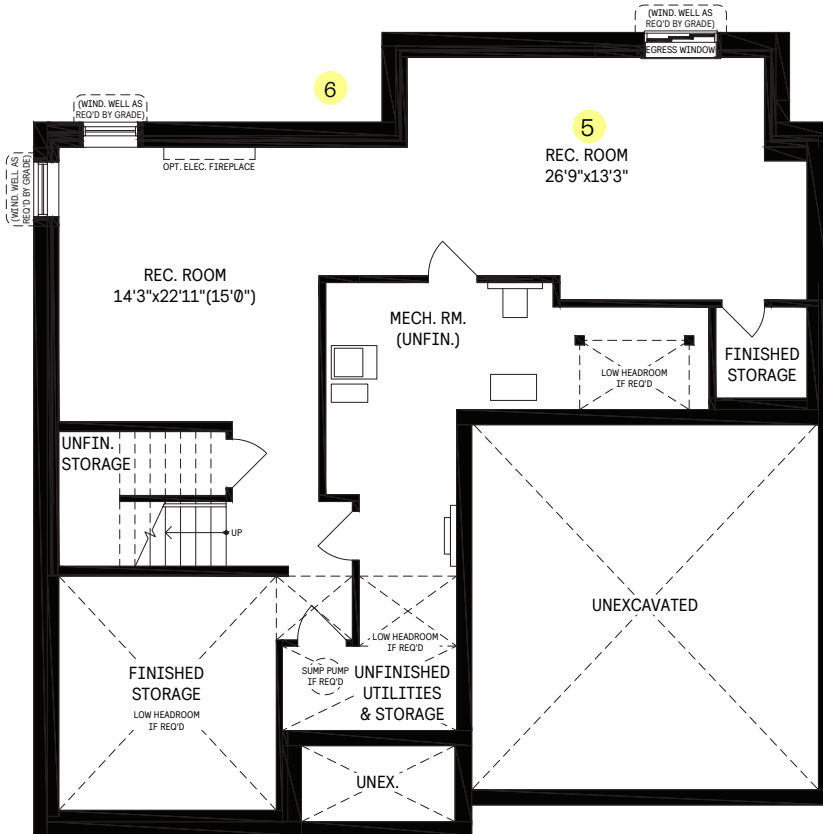 (WIND. WELL AS
REQ'D BY GRADE)
EGRESS WINDOW
6
(WIND. WELL AS
REQ'D BY GRADE)
5
REC. ROOM
26'9"x13'3"
(WIND. WELL AS
REQ'D BY GRADE)
OPT. ELEC. FIREPLACE
REC. ROOM
14'3"x22'11"(15'0")
MECH. RM.
(UNFIN.)
LOW HEADROOM
IF REQ'D
FINISHED
STORAGE
UNFIN.
STORAGE
UP
UNEXCAVATED
LOW HEADROOM
IF REQ'D
FINISHED
STORAGE
LOW HEADROOM
IF REQ'D
SUMP PUMP
IF REQ'D
UNFINISHED
UTILITIES
& STORAGE
UNEX.